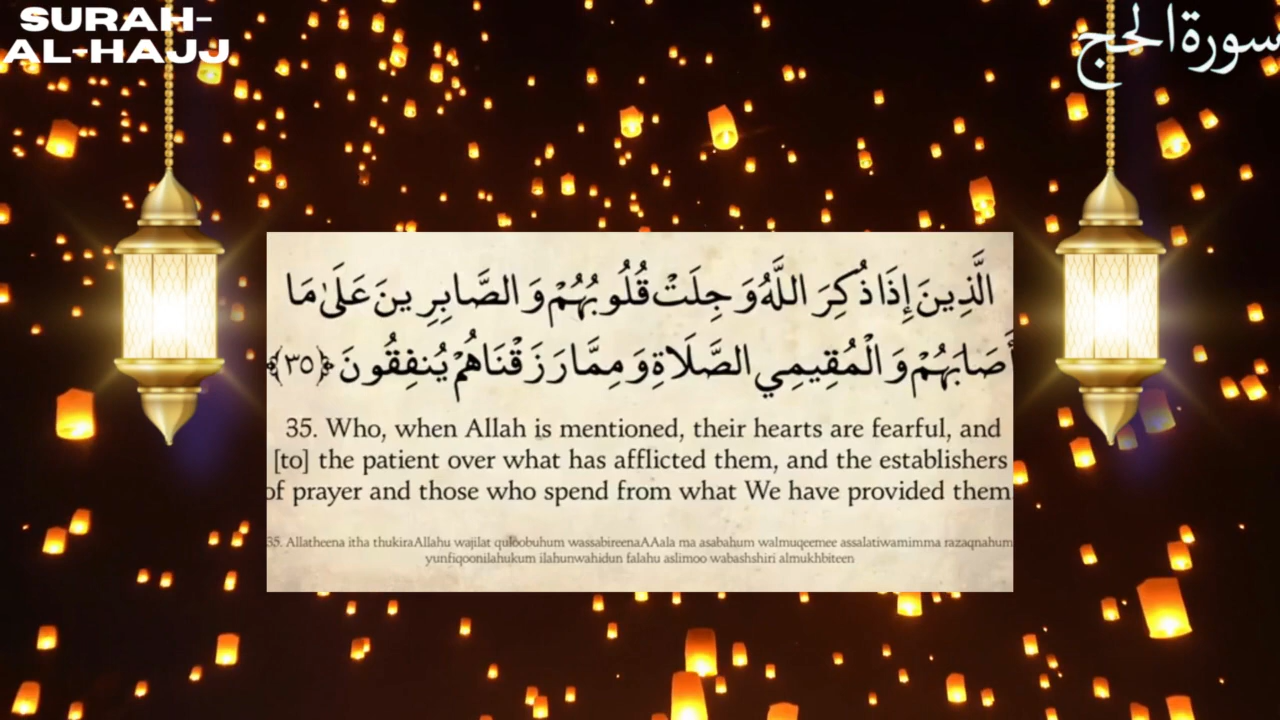 SURAH-
AL-HAJJ
سورة الحج
الَّذِينَ إِذَا ذُكِرَ اللَّهُ وَجِلَتْ قُلُوبُهُمْ وَالصَّابِرِينَ عَلَىٰ مَا
أَصَابَهُمْ وَالْمُقِيمِي الصَّلَاةِ وَمِمَّا رَزَقْنَاهُمْ يُنفِقُونَ ﴿٣٥﴾
35. Who, when Allah is mentioned, their hearts are fearful, and
[to] the patient over what has afflicted them, and the establishers
of prayer and those who spend from what We have provided them
35. Allatheena itha thukiraAllahu wajilat quloobuhum wassabireenaAAala ma asabahum walmuqeemee assalatiwamimma razaqnahum
yunfiqoonilahukum ilahunwahidun falahu aslimoo wabashshiri almukhbiteen